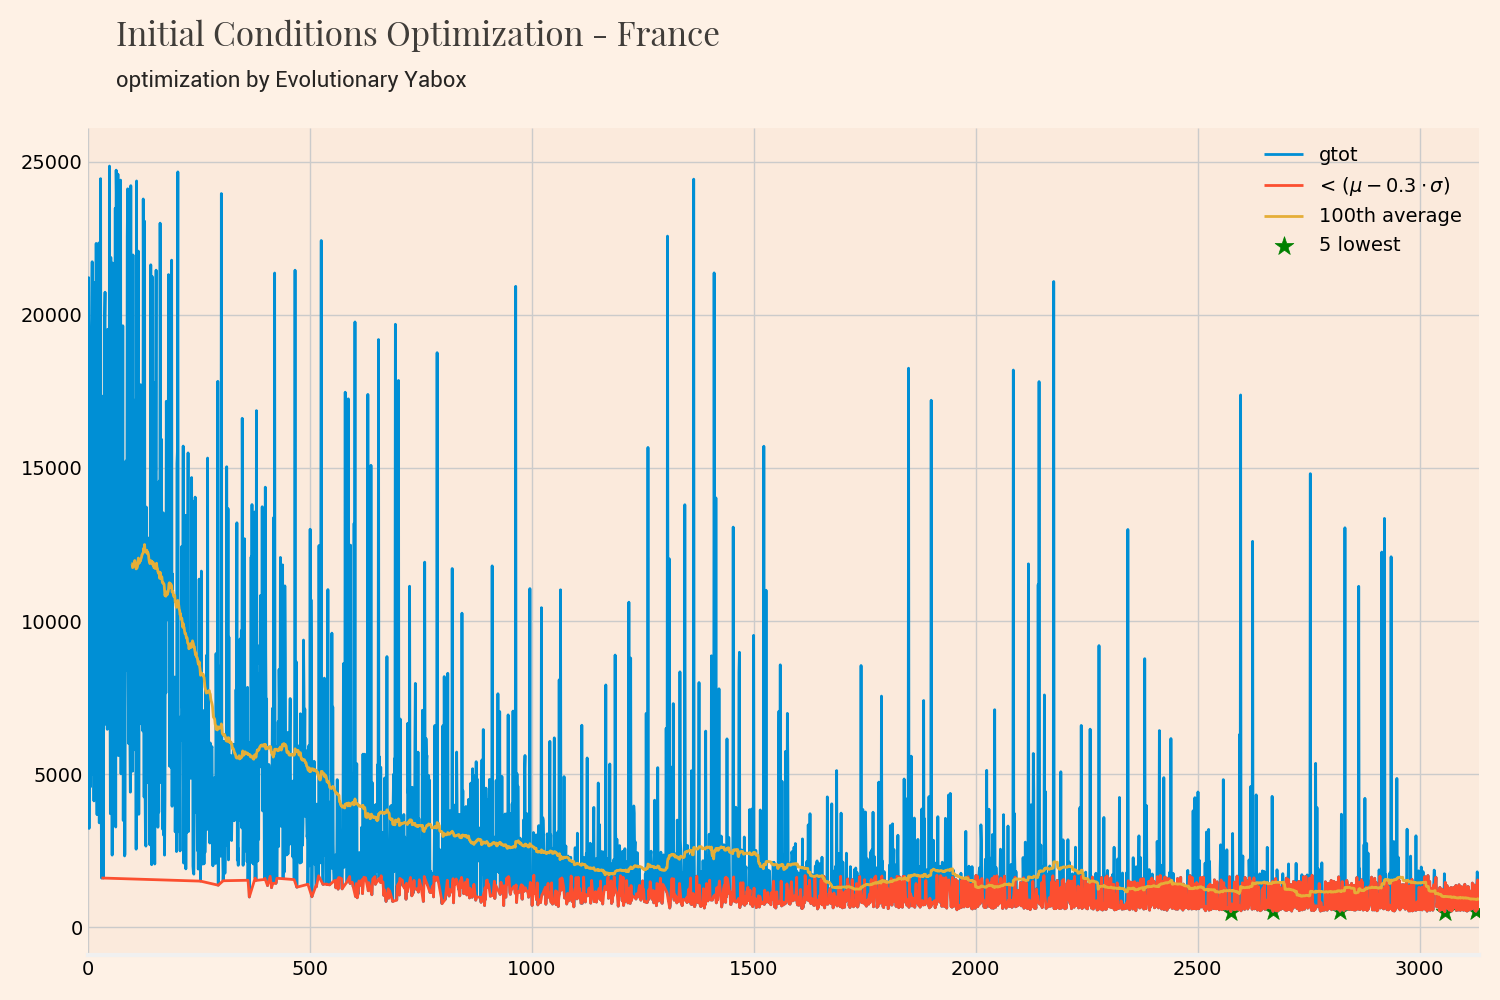 Initial Conditions Optimization - France
optimization by Evolutionary Yabox
gtot
< (μ − 0.3 · σ)
100th average
5 lowest
25000
20000
15000
10000
5000
0
0 500 1000 1500 2000 2500 3000